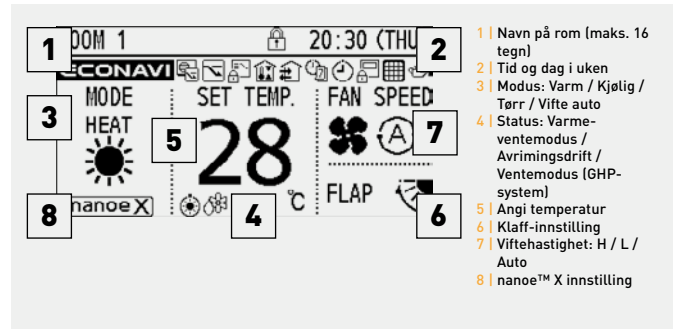 1
OOM 1
20:30 (THU
2
ECONAVI
MODE
SET TEMP.
FAN SPEED
3
HEAT
5
28
A
7
8
nanoe X
4
°C
FLAP
6
1 | Navn på rom (maks. 16
tegn)
2 | Tid og dag i uken
3 | Modus: Varm / Kjølig /
Tørr / Vifte auto
4 | Status: Varme-
ventemodus /
Avrimingsdrift /
Ventemodus (GHP-
system)
5 | Angi temperatur
6 | Klaff-innstilling
7 | Viftehastighet: H / L /
Auto
8 | nanoe™ X innstilling